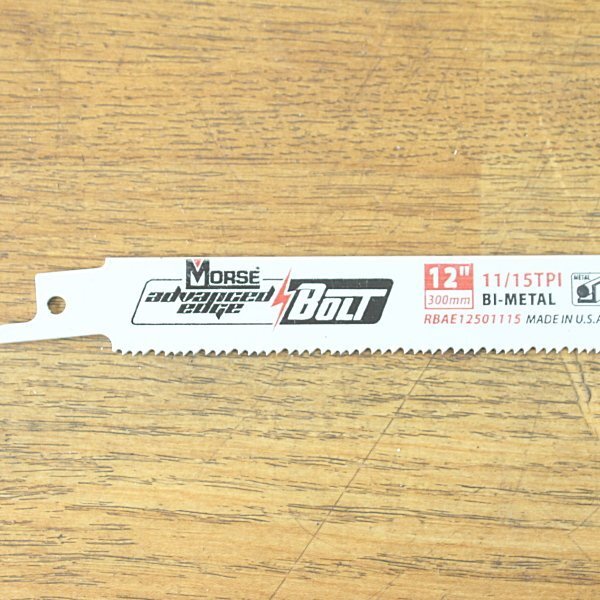 MORSE
advanced
edge
BOLT
12"
300mm
11/15TPI
BI-METAL
METAL
RBAE12501115 MADE IN U.S.A